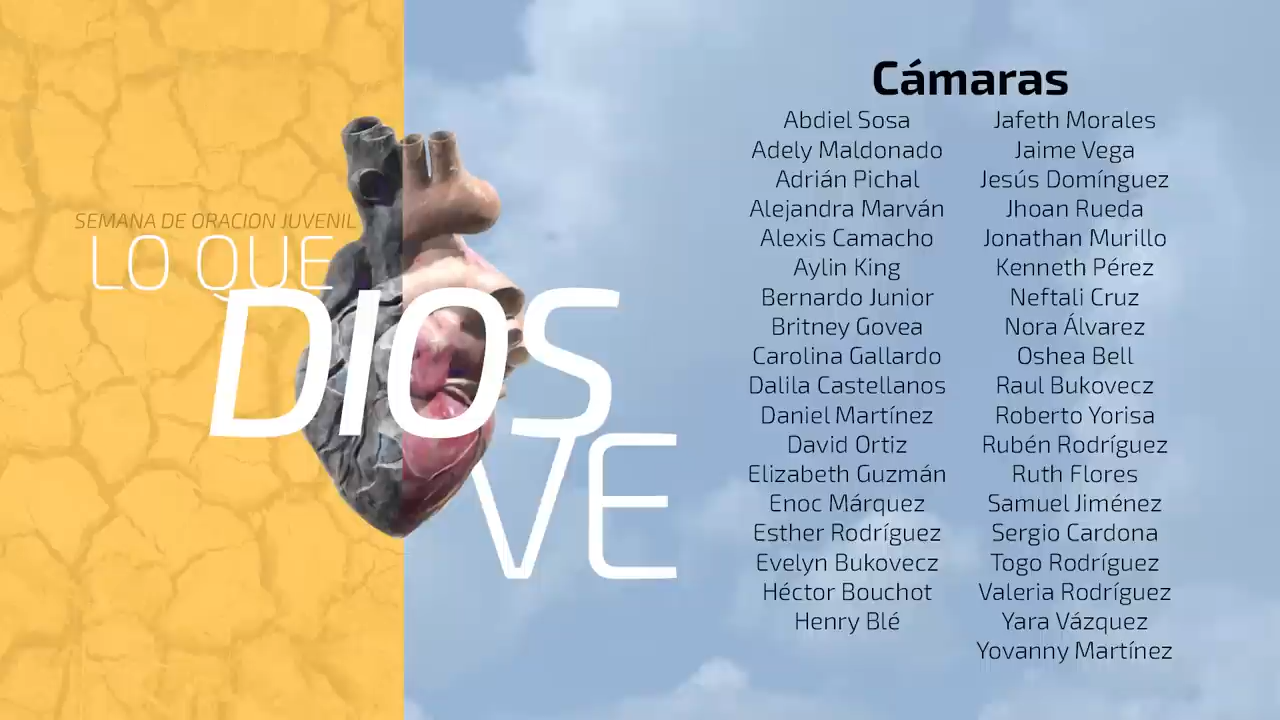 SEMANA DE ORACION JUVENIL
LO QUE
DIOS
VE
Cámaras
Abdiel Sosa
Adely Maldonado
Adrián Pichal
Alejandra Marván
Alexis Camacho
Aylin King
Bernardo Junior
Britney Govea
Carolina Gallardo
Dalila Castellanos
Daniel Martínez
David Ortiz
Elizabeth Guzmán
Enoc Márquez
Esther Rodríguez
Evelyn Bukovecz
Héctor Bouchot
Henry Blé
Jafeth Morales
Jaime Vega
Jesús Domínguez
Jhoan Rueda
Jonathan Murillo
Kenneth Pérez
Neftali Cruz
Nora Álvarez
Oshea Bell
Raul Bukovecz
Roberto Yorisa
Rubén Rodríguez
Ruth Flores
Samuel Jiménez
Sergio Cardona
Togo Rodríguez
Valeria Rodríguez
Yara Vázquez
Yovanny Martínez